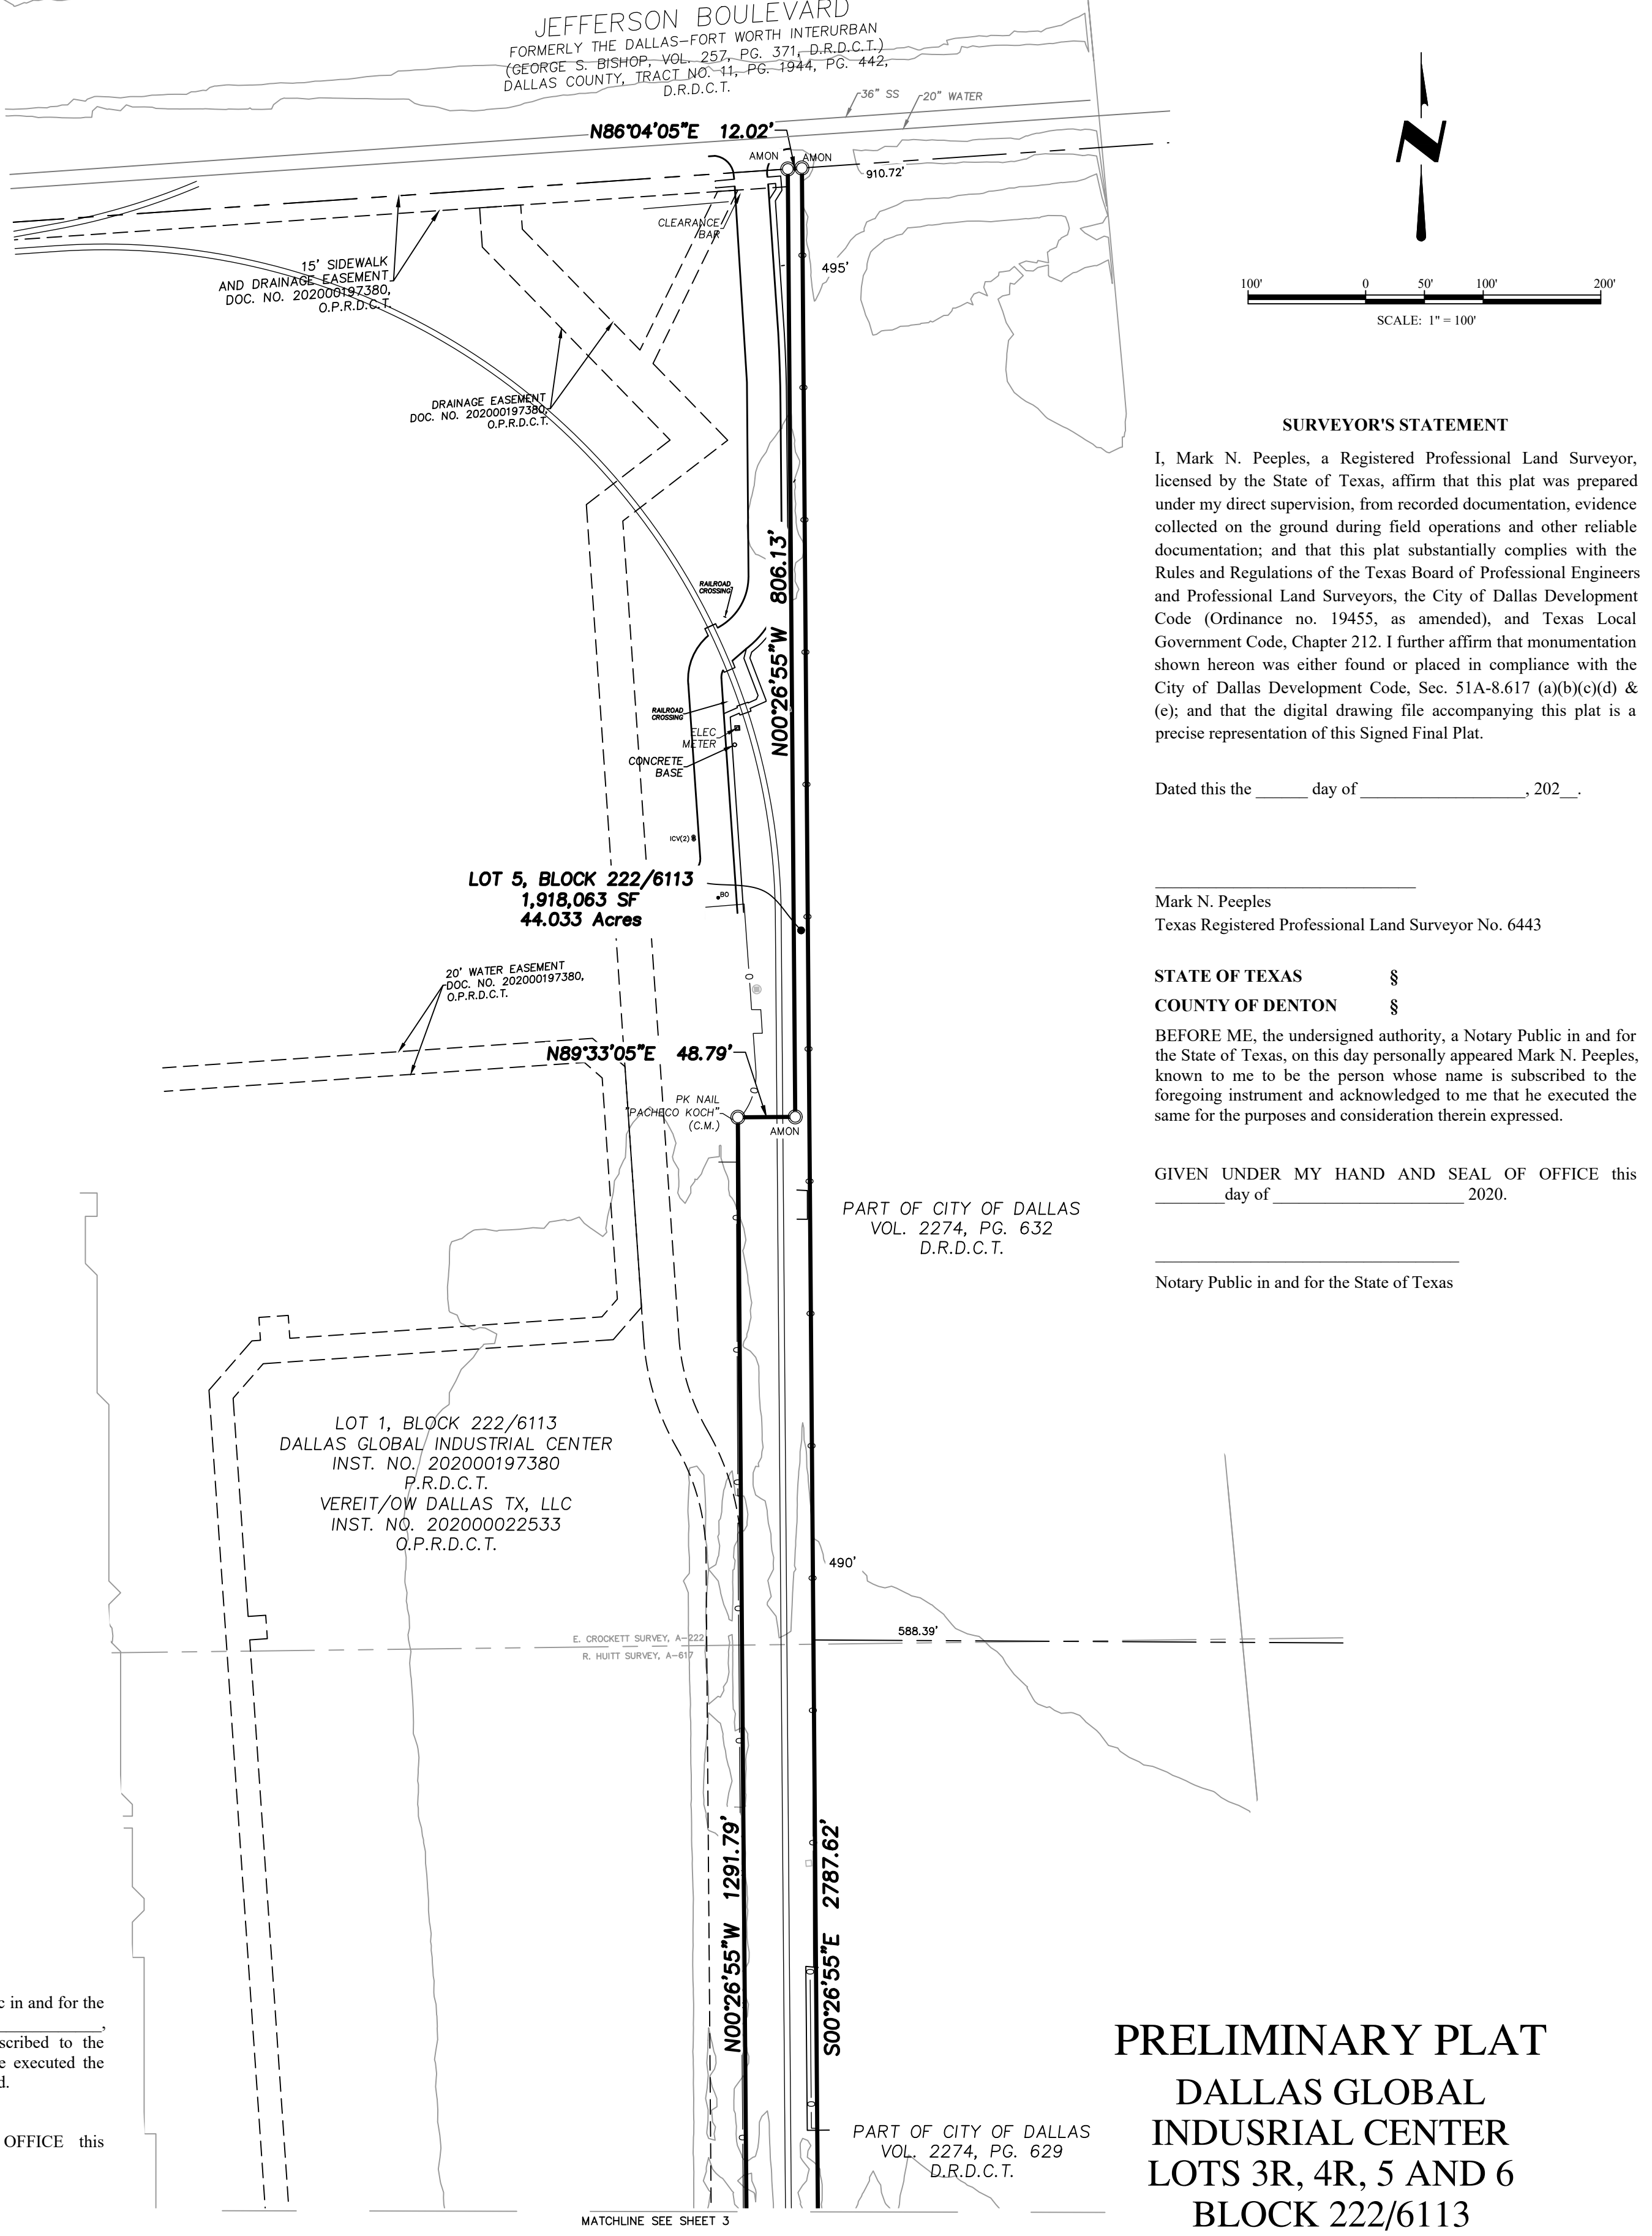 JEFFERSON BOULEVARD
FORMERLY THE DALLAS-FORT WORTH INTERURBAN
(GEORGE S. BISHOP, VOL. 257, PG. 371, D.R.D.C.T.)
DALLAS COUNTY, TRACT NO. 11, PG. 1944, PG. 442,
D.R.D.C.T.
36" SS
20" WATER
N86°04'05"E 12.02'
AMON
AMON
910.72'
CLEARANCE
BAR
495'
15' SIDEWALK
AND DRAINAGE EASEMENT
DOC. NO. 202000197380,
O.P.R.D.C.T.
DRAINAGE EASEMENT
DOC. NO. 202000197380,
O.P.R.D.C.T.
N00°26'55"W 806.13'
RAILROAD
CROSSING
RAILROAD
CROSSING
ELEC
METER
CONCRETE
BASE
ICV(2)
LOT 5, BLOCK 222/6113
1,918,063 SF
44.033 Acres
BO
20' WATER EASEMENT
DOC. NO. 202000197380,
O.P.R.D.C.T.
N89°33'05"E 48.79'
PK NAIL
"PACHECO KOCH"
(C.M.)
AMON
PART OF CITY OF DALLAS
VOL. 2274, PG. 632
D.R.D.C.T.
LOT 1, BLOCK 222/6113
DALLAS GLOBAL INDUSTRIAL CENTER
INST. NO. 202000197380
P.R.D.C.T.
VEREIT/OW DALLAS TX, LLC
INST. NO. 202000022533
O.P.R.D.C.T.
490'
E. CROCKETT SURVEY, A-222
R. HUITT SURVEY, A-617
588.39'
N00°26'55"W 1291.79'
S00°26'55"E 2787.62'
PART OF CITY OF DALLAS
VOL. 2274, PG. 629
D.R.D.C.T.
MATCHLINE SEE SHEET 3
c in and for the
__________,
scribed to the
e executed the
d.
OFFICE this
N
100' 0 50' 100' 200'
SCALE: 1" = 100'
SURVEYOR'S STATEMENT
I, Mark N. Peeples, a Registered Professional Land Surveyor,
licensed by the State of Texas, affirm that this plat was prepared
under my direct supervision, from recorded documentation, evidence
collected on the ground during field operations and other reliable
documentation; and that this plat substantially complies with the
Rules and Regulations of the Texas Board of Professional Engineers
and Professional Land Surveyors, the City of Dallas Development
Code (Ordinance no. 19455, as amended), and Texas Local
Government Code, Chapter 212. I further affirm that monumentation
shown hereon was either found or placed in compliance with the
City of Dallas Development Code, Sec. 51A-8.617 (a)(b)(c)(d) &
(e); and that the digital drawing file accompanying this plat is a
precise representation of this Signed Final Plat.
Dated this the ______ day of ___________________, 202__.
Mark N. Peeples
Texas Registered Professional Land Surveyor No. 6443
STATE OF TEXAS §
COUNTY OF DENTON §
BEFORE ME, the undersigned authority, a Notary Public in and for
the State of Texas, on this day personally appeared Mark N. Peeples,
known to me to be the person whose name is subscribed to the
foregoing instrument and acknowledged to me that he executed the
same for the purposes and consideration therein expressed.
GIVEN UNDER MY HAND AND SEAL OF OFFICE this
________day of ______________________ 2020.
Notary Public in and for the State of Texas
PRELIMINARY PLAT
DALLAS GLOBAL
INDUSRIAL CENTER
LOTS 3R, 4R, 5 AND 6
BLOCK 222/6113